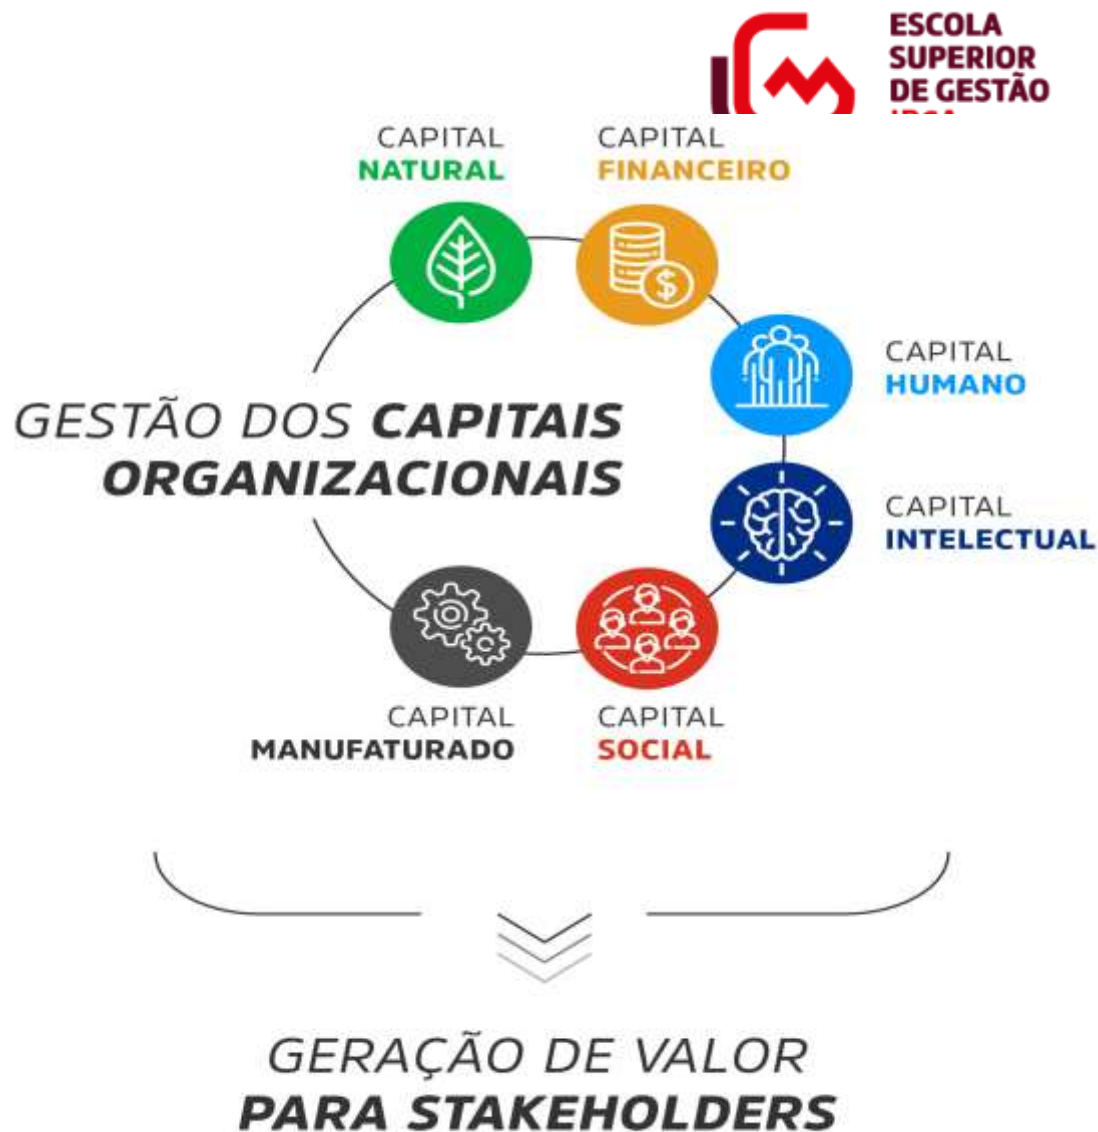 ESCOLA
SUPERIOR
DE GESTÃO
CAPITAL
NATURAL
CAPITAL
FINANCEIRO
CAPITAL
HUMANO
GESTÃO DOS CAPITAIS
ORGANIZACIONAIS
CAPITAL
INTELECTUAL
CAPITAL
MANUFATURADO
CAPITAL
SOCIAL
GERAÇÃO DE VALOR
PARA STAKEHOLDERS